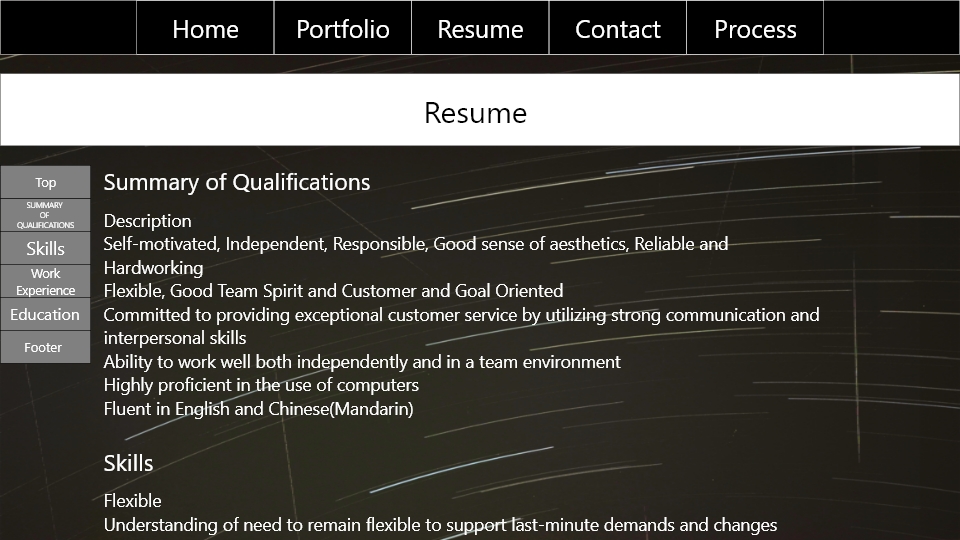 Home Portfolio Resume Contact Process
Resume
Top
SUMMARY
OF
QUALIFICATIONS
Skills
Work
Experience
Education
Footer
Summary of Qualifications
Description
Self-motivated, Independent, Responsible, Good sense of aesthetics, Reliable and
Hardworking
Flexible, Good Team Spirit and Customer and Goal Oriented
Committed to providing exceptional customer service by utilizing strong communication and
interpersonal skills
Ability to work well both independently and in a team environment
Highly proficient in the use of computers
Fluent in English and Chinese(Mandarin)
Skills
Flexible
Understanding of need to remain flexible to support last-minute demands and changes